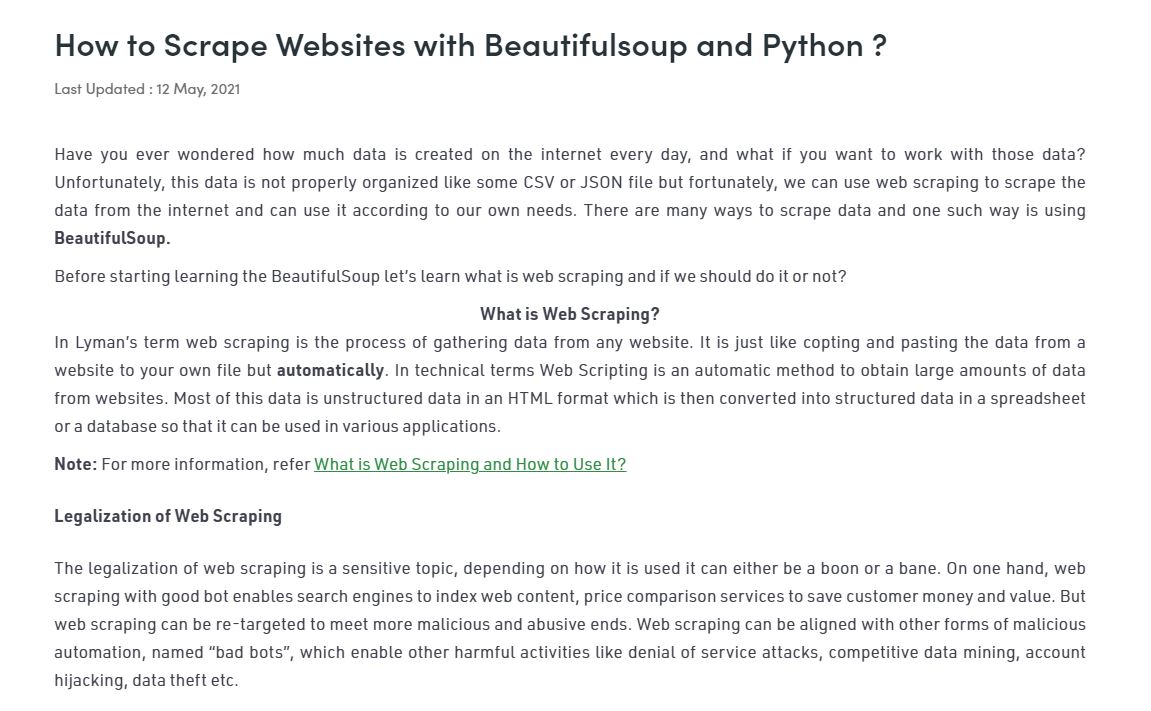 How to Scrape Websites with Beautifulsoup and Python ?
Last Updated : 12 May, 2021
Have you ever wondered how much data is created on the internet every day, and what if you want to work with those data?
Unfortunately, this data is not properly organized like some CSV or JSON file but fortunately, we can use web scraping to scrape the
data from the internet and can use it according to our own needs. There are many ways to scrape data and one such way is using
BeautifulSoup.
Before starting learning the BeautifulSoup let’s learn what is web scraping and if we should do it or not?
What is Web Scraping?
In Lyman’s term web scraping is the process of gathering data from any website. It is just like copting and pasting the data from a
website to your own file but automatically. In technical terms Web Scripting is an automatic method to obtain large amounts of data
from websites. Most of this data is unstructured data in an HTML format which is then converted into structured data in a spreadsheet
or a database so that it can be used in various applications.
Note: For more information, refer What is Web Scraping and How to Use It?
Legalization of Web Scraping
The legalization of web scraping is a sensitive topic, depending on how it is used it can either be a boon or a bane. On one hand, web
scraping with good bot enables search engines to index web content, price comparison services to save customer money and value. But
web scraping can be re-targeted to meet more malicious and abusive ends. Web scraping can be aligned with other forms of malicious
automation, named “bad bots”, which enable other harmful activities like denial of service attacks, competitive data mining, account
hijacking, data theft etc.